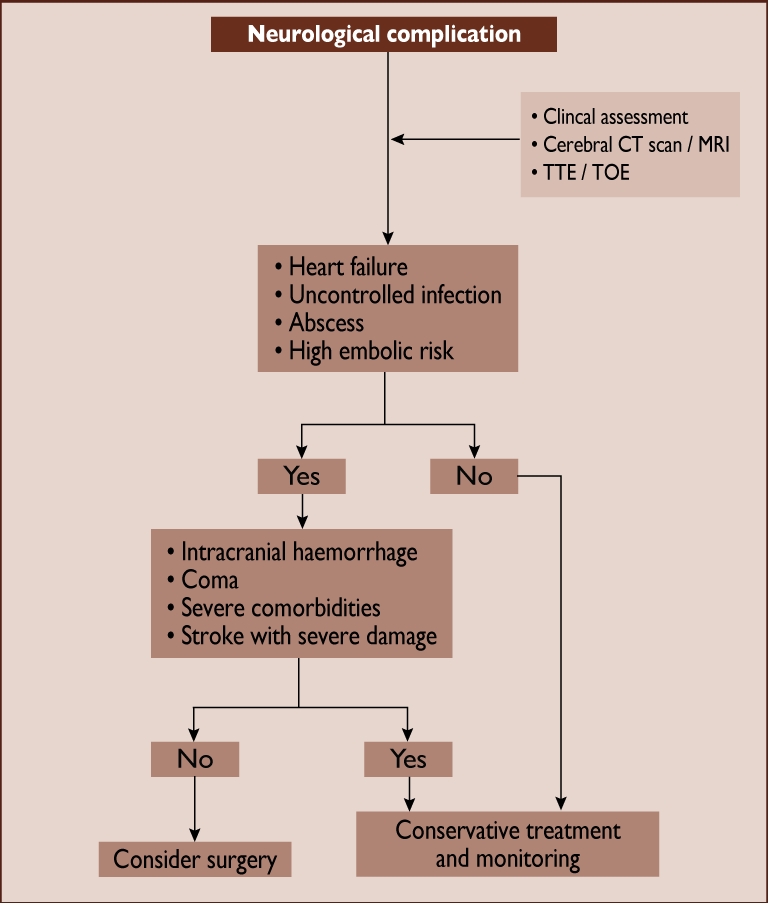 Neurological complication
• Clincal assessment
• Cerebral CT scan / MRI
• TTE / TOE
• Heart failure
• Uncontrolled infection
• Abscess
• High embolic risk
Yes
No
• Intracranial haemorrhage
• Coma
• Severe comorbidities
• Stroke with severe damage
No
Yes
Consider surgery
Conservative treatment
and monitoring